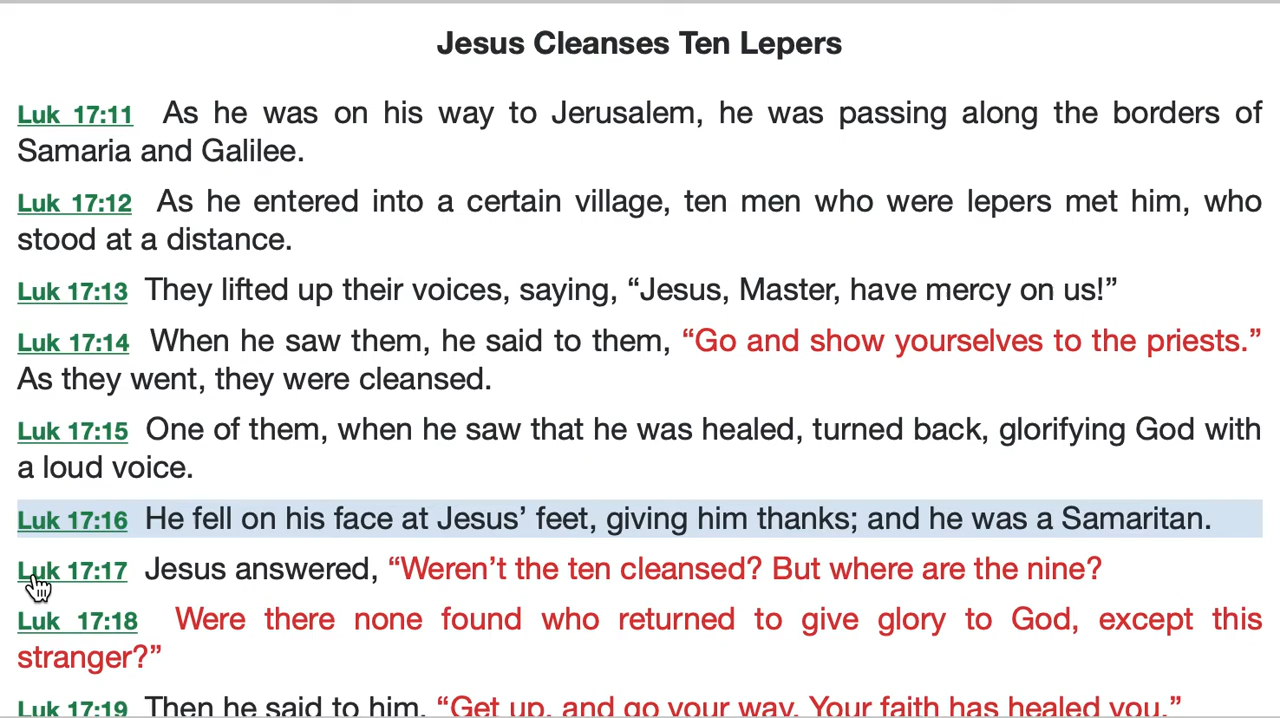 Jesus Cleanses Ten Lepers
Luk 17:11 As he was on his way to Jerusalem, he was passing along the borders of
Samaria and Galilee.
Luk 17:12 As he entered into a certain village, ten men who were lepers met him, who
stood at a distance.
Luk 17:13 They lifted up their voices, saying, “Jesus, Master, have mercy on us!”
Luk 17:14 When he saw them, he said to them, “Go and show yourselves to the priests.”
As they went, they were cleansed.
Luk 17:15 One of them, when he saw that he was healed, turned back, glorifying God with
a loud voice.
Luk 17:16 He fell on his face at Jesus’ feet, giving him thanks; and he was a Samaritan.
Luk 17:17 Jesus answered, “Weren’t the ten cleansed? But where are the nine?
Luk 17:18 Were there none found who returned to give glory to God, except this
stranger?”
Luk 17:19 Then he said to him, “Get up, and go your way. Your faith has healed you.”